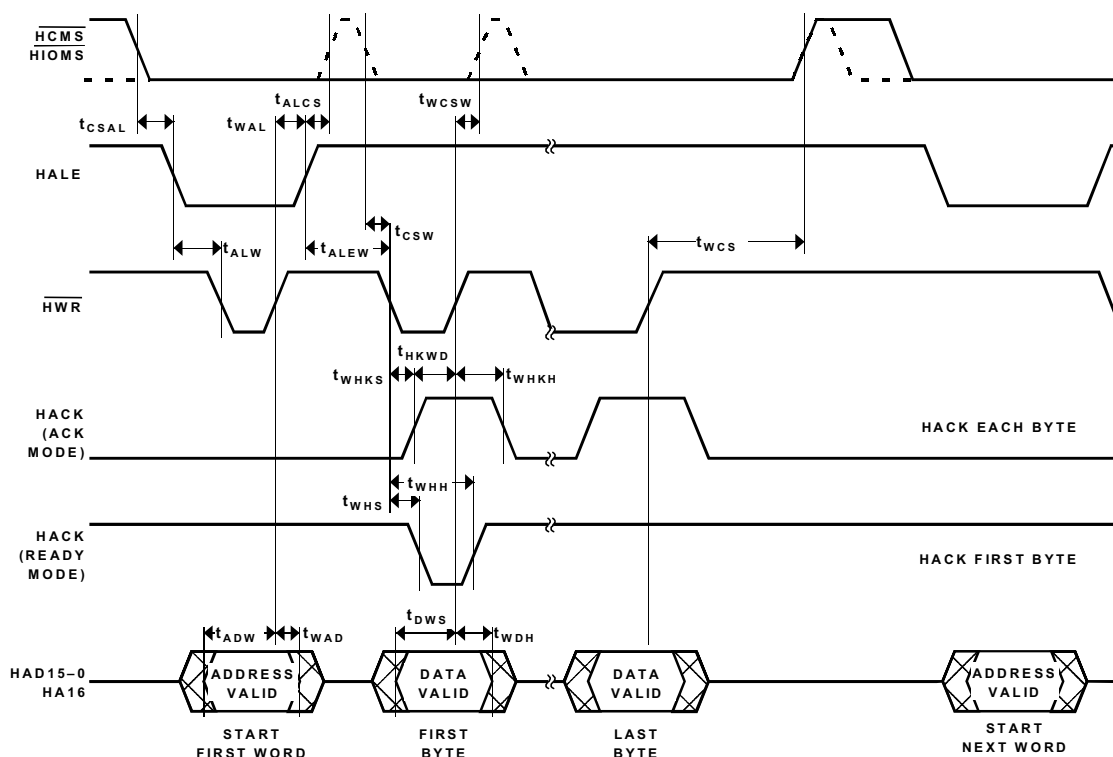 HCMS
HIOMS
tALCS
tWCSW
tCSAL
tWAL
HALE
tCSW
tALW
tALEW
tWCS
HWR
tHKWD
tWHKS
tWHKH
HACK
(ACK
MODE)
HACK EACH BYTE
tWHH
tWHS
HACK
(READY
MODE)
HACK FIRST BYTE
tADW
tWAD
tDWS
tWDH
HAD15–0
HA16
ADDRESS
VALID
DATA
VALID
DATA
VALID
ADDRESS
VALID
START
FIRST WORD
FIRST
BYTE
LAST
BYTE
START
NEXT WORD